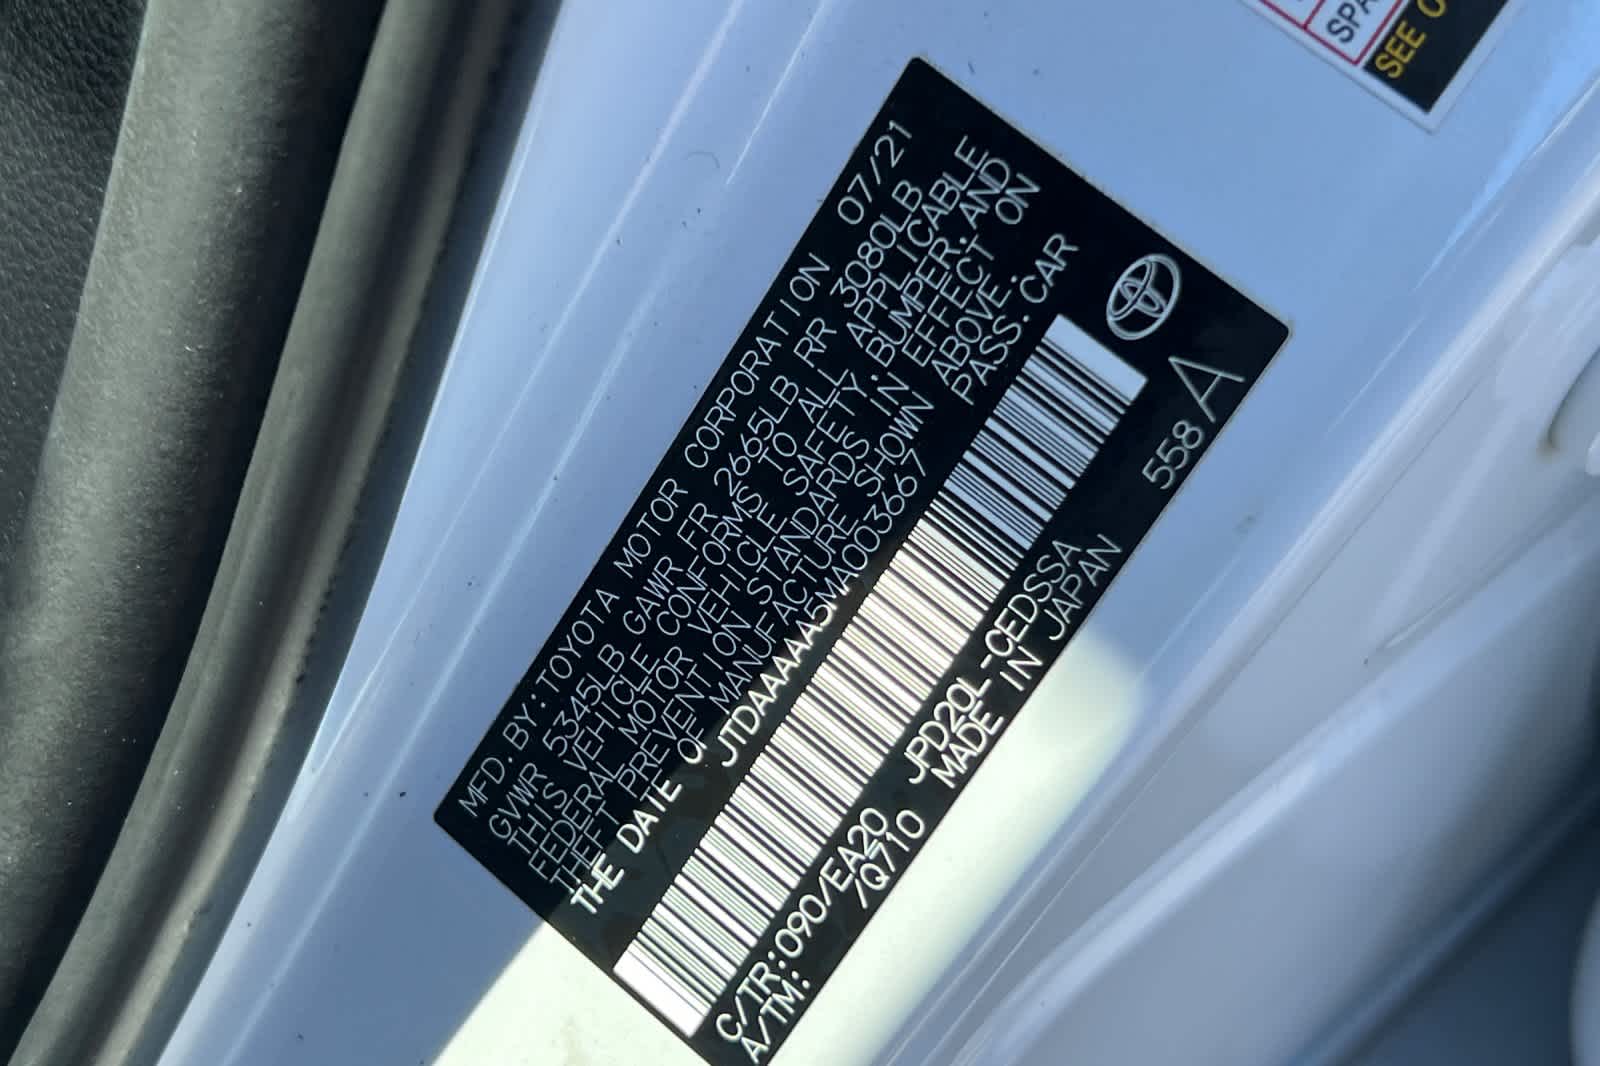 MFD.BY:TOYOTA MOTOR CORPORATION 07/21
GVWR 5345LB GAWR FR 2665LB RR 3080LB
THIS VEHICLE CONFORMS TO ALL APPLICABLE
FEDERAL MOTOR VEHICLE SAFETY, BUMPER, AND
THEFT PREVENTION STANDARDS IN EFFECT ON
THE DATE OF MANUFACTURE SHOWN ABOVE.
JTDAAAAA5MA003667 PASS.CAR
C/TR:090/EA20 JPD20L-CEDSSA
A/TM: /Q710 MADE IN JAPAN
558 A
SPA
SEE O